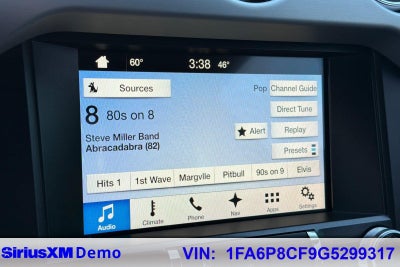 60° 3:38 46°
Sources
Pop
Channel Guide
8 80s on 8
Direct Tune
Steve Miller Band
Abracadabra (82)
Alert
Replay
Presets
Hits 1 1st Wave Margvlle Pitbull 90s on 9 Elvis
Audio Climate Phone Nav Apps Settings
SiriusXM Demo VIN: 1FA6P8CF9G5299317